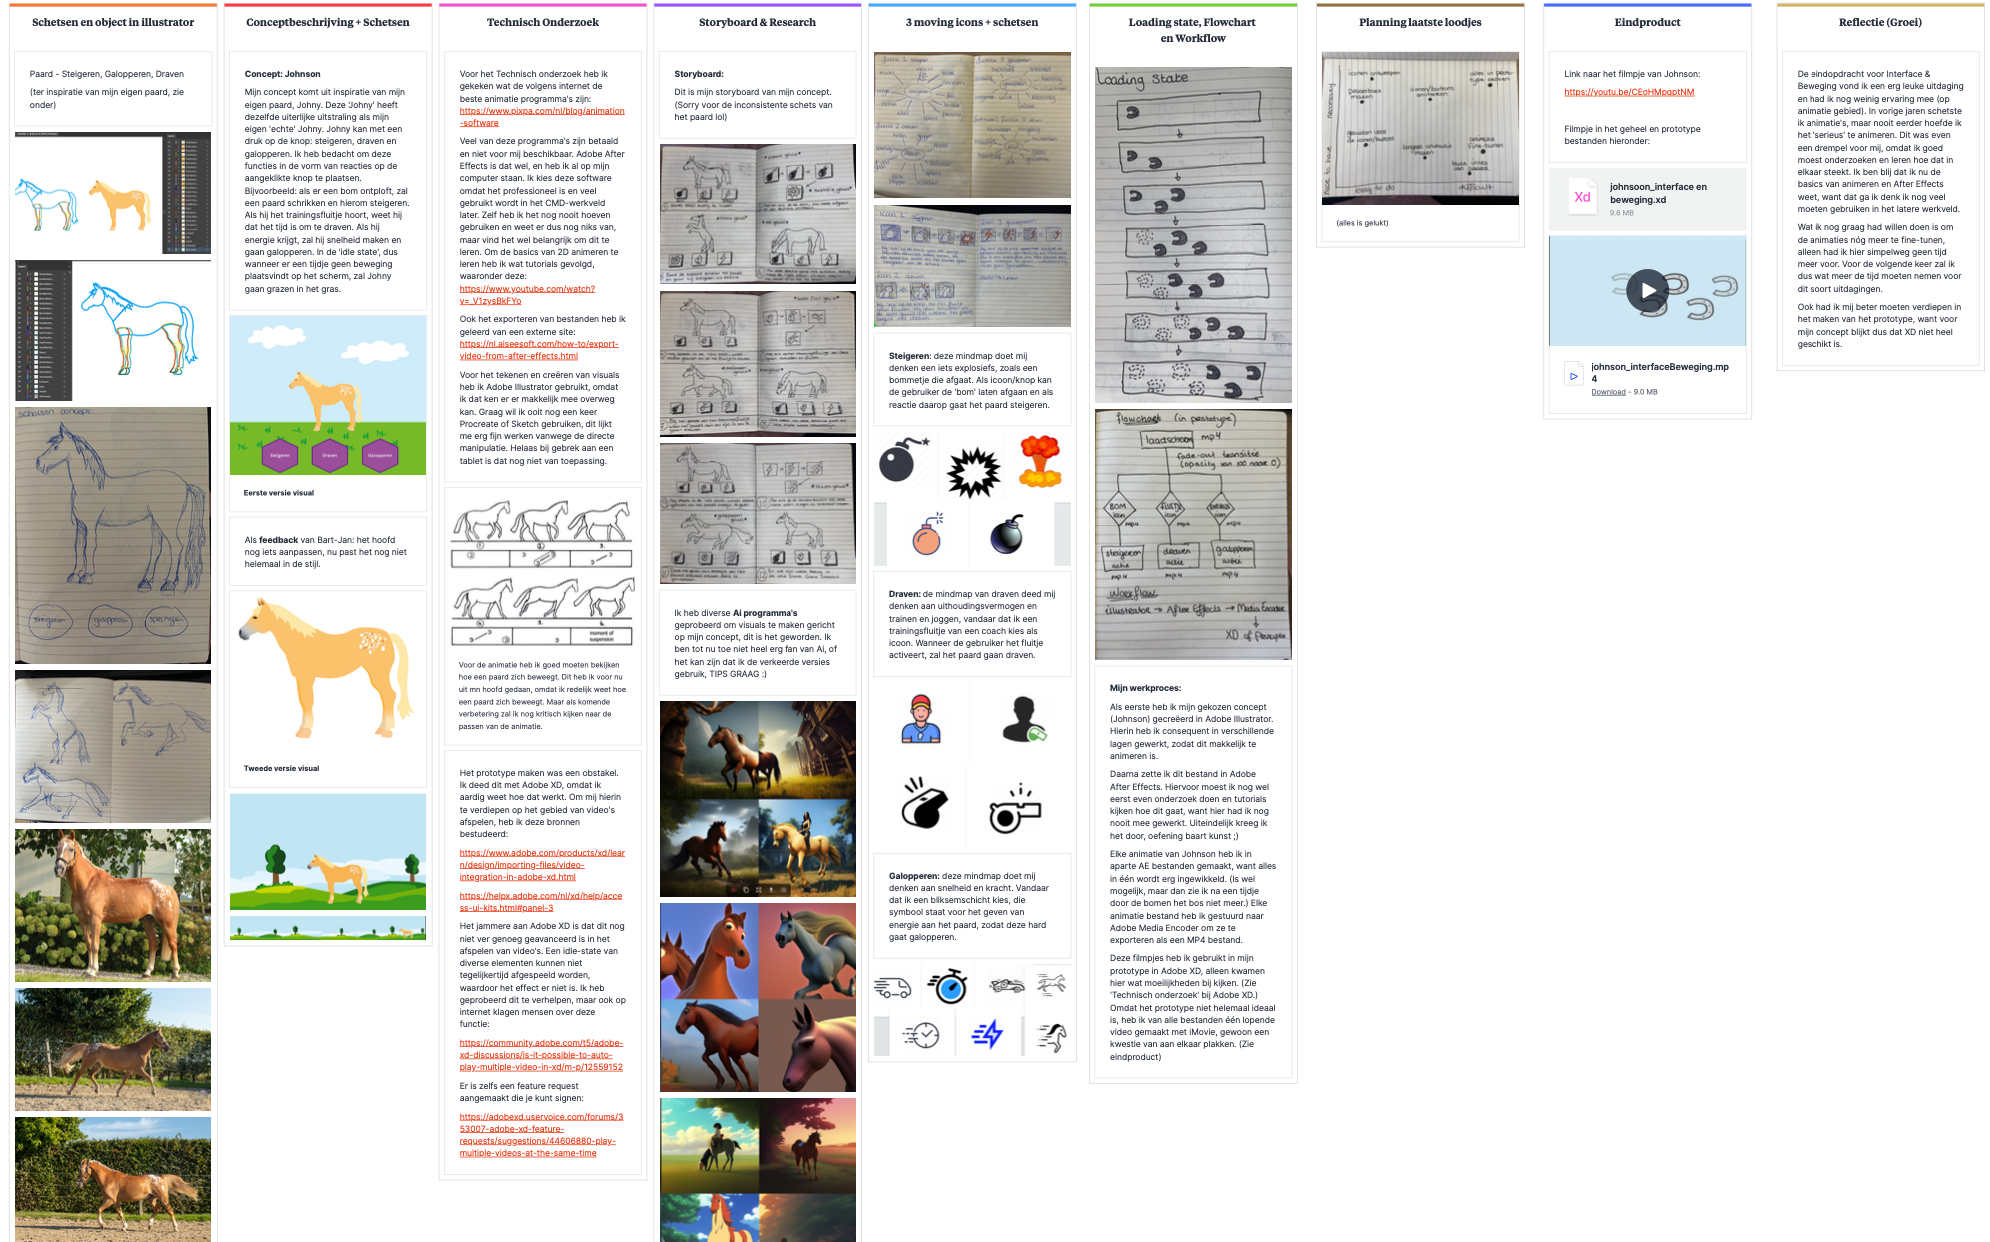 Schetsen en object in illustrator
Paard - Steigeren, Galopperen, Draven
(ter inspiratie van mijn eigen paard, zie
onder)
schetsen concept
steigeren
galopperen
springen
Conceptbeschrijving + Schetsen
Concept: Johnson
Mijn concept komt uit inspiratie van mijn
eigen paard, Johny. Deze 'Johny' heeft
dezelfde uiterlijke uitstraling als mijn
eigen 'echte' Johny. Johny kan met een
druk op de knop: steigeren, draven en
galopperen. Ik heb bedacht om deze
functies in de vorm van reacties op de
aangeklikte knop te plaatsen.
Bijvoorbeeld: als er een bom ontploft, zal
een paard schrikken en hierom steigeren.
Als hij het trainingsfluitje hoort, weet hij
dat het tijd is om te draven. Als hij
energie krijgt, zal hij snelheid maken en
gaan galopperen. In de 'idle state', dus
wanneer er een tijdje geen beweging
plaatsvindt op het scherm, zal Johny
gaan grazen in het gras.
Steigeren
Draven
Galopperen
Eerste versie visual
Als feedback van Bart-Jan: het hoofd
nog iets aanpassen, nu past het nog niet
helemaal in de stijl.
Tweede versie visual
Technisch Onderzoek
Voor het Technisch onderzoek heb ik
gekeken wat de volgens internet de
beste animatie programma's zijn:
https://www.pixpa.com/nl/blog/animation
-software
Veel van deze programma's zijn betaald
en niet voor mij beschikbaar. Adobe After
Effects is dat wel, en heb ik al op mijn
computer staan. Ik kies deze software
omdat het professioneel is en veel
gebruikt wordt in het CMD-werkveld
later. Zelf heb ik het nog nooit hoeven
gebruiken en weet er dus nog niks van,
maar vind het wel belangrijk om dit te
leren. Om de basics van 2D animeren te
leren heb ik wat tutorials gevolgd,
waaronder deze:
https://www.youtube.com/watch?
v=_V1zysBkFYo
Ook het exporteren van bestanden heb ik
geleerd van een externe site:
https://nl.aiseesoft.com/how-to/export-
video-from-after-effects.html
Voor het tekenen en creëren van visuals
heb ik Adobe Illustrator gebruikt, omdat
ik dat ken er er makkelijk mee overweg
kan. Graag wil ik ooit nog een keer
Procreate of Sketch gebruiken, dit lijkt
me erg fijn werken vanwege de directe
manipulatie. Helaas bij gebrek aan een
tablet is dat nog niet van toepassing.
moment of
suspension
Voor de animatie heb ik goed moeten bekijken
hoe een paard zich beweegt. Dit heb ik voor nu
uit mn hoofd gedaan, omdat ik redelijk weet hoe
een paard zich beweegt. Maar als komende
verbetering zal ik nog kritisch kijken naar de
passen van de animatie.
Het prototype maken was een obstakel.
Ik deed dit met Adobe XD, omdat ik
aardig weet hoe dat werkt. Om mij hierin
te verdiepen op het gebied van video's
afspelen, heb ik deze bronnen
bestudeerd:
https://www.adobe.com/products/xd/lear
n/design/importing-files/video-
integration-in-adobe-xd.html
https://helpx.adobe.com/nl/xd/help/acce
ss-ui-kits.html#panel-3
Het jammere aan Adobe XD is dat dit nog
niet ver genoeg geavanceerd is in het
afspelen van video's. Een idle-state van
diverse elementen kunnen niet
tegelijkertijd afgespeeld worden,
waardoor het effect er niet is. Ik heb
geprobeerd dit te verhelpen, maar ook op
internet klagen mensen over deze
functie:
https://community.adobe.com/t5/adobe-
xd-discussions/is-it-possible-to-auto-
play-multiple-video-in-xd/m-p/12559152
Er is zelfs een feature request
aangemaakt die je kunt signen:
https://adobexd.uservoice.com/forums/3
53007-adobe-xd-feature-
requests/suggestions/44606880-play-
multiple-videos-at-the-same-time
Storyboard & Research
Storyboard:
Dit is mijn storyboard van mijn concept.
(Sorry voor de inconsistente schets van
het paard lol)
Ik heb diverse Ai programma's
geprobeerd om visuals te maken gericht
op mijn concept, dit is het geworden. Ik
ben tot nu toe niet heel erg fan van Ai, of
het kan zijn dat ik de verkeerde versies
gebruik, TIPS GRAAG :)
3 moving icons + schetsen
Steigeren: deze mindmap doet mij
denken een iets explosiefs, zoals een
bommetje die afgaat. Als icoon/knop kan
de gebruiker de 'bom' laten afgaan en als
reactie daarop gaat het paard steigeren.
Draven: de mindmap van draven deed mij
denken aan uithoudingsvermogen en
trainen en joggen, vandaar dat ik een
trainingsfluitje van een coach kies als
icoon. Wanneer de gebruiker het fluitje
activeert, zal het paard gaan draven.
Galopperen: deze mindmap doet mij
denken aan snelheid en kracht. Vandaar
dat ik een bliksemschicht kies, die
symbool staat voor het geven van
energie aan het paard, zodat deze hard
gaat galopperen.
Loading state, Flowchart
en Workflow
Loading state
flowchart (in prototype)
laadscherm mp4
fade-out transitie
(opacity van 100 naar 0)
BOM
icon
FLUITJE
icon
ENERGIE
icon
mp4
mp4
mp4
steigeren
actie
draven
actie
galopperen
actie
mp4
mp4
mp4
Workflow
illustrator → After Effects → Media Encoder
XD of Principle
Mijn werkproces:
Als eerste heb ik mijn gekozen concept
(Johnson) gecreëerd in Adobe Illustrator.
Hierin heb ik consequent in verschillende
lagen gewerkt, zodat dit makkelijk te
animeren is.
Daarna zette ik dit bestand in Adobe
After Effects. Hiervoor moest ik nog wel
eerst even onderzoek doen en tutorials
kijken hoe dit gaat, want hier had ik nog
nooit mee gewerkt. Uiteindelijk kreeg ik
het door, oefening baart kunst ;)
Elke animatie van Johnson heb ik in
aparte AE bestanden gemaakt, want alles
in één wordt erg ingewikkeld. (Is wel
mogelijk, maar dan zie ik na een tijdje
door de bomen het bos niet meer.) Elke
animatie bestand heb ik gestuurd naar
Adobe Media Encoder om ze te
exporteren als een MP4 bestand.
Deze filmpjes heb ik gebruikt in mijn
prototype in Adobe XD, alleen kwamen
hier wat moeilijkheden bij kijken. (Zie
'Technisch onderzoek' bij Adobe XD.)
Omdat het prototype niet helemaal ideaal
is, heb ik van alle bestanden één lopende
video gemaakt met iMovie, gewoon een
kwestie van aan elkaar plakken. (Zie
eindproduct)
Planning laatste loodjes
easy to do
difficult
(alles is gelukt)
Eindproduct
Link naar het filmpje van Johnson:
https://youtu.be/CEoHMpqptNM
Filmpje in het geheel en prototype
bestanden hieronder:
Xd
johnsoon_interface en
beweging.xd
9.6 MB
johnson_interfaceBeweging.mp
4
Download - 9.0 MB
Reflectie (Groei)
De eindopdracht voor Interface &
Beweging vond ik een erg leuke uitdaging
en had ik nog weinig ervaring mee (op
animatie gebied). In vorige jaren schetste
ik animatie's, maar nooit eerder hoefde ik
het 'serieus' te animeren. Dit was even
een drempel voor mij, omdat ik goed
moest onderzoeken en leren hoe dat in
elkaar steekt. Ik ben blij dat ik nu de
basics van animeren en After Effects
weet, want dat ga ik denk ik nog veel
moeten gebruiken in het latere werkveld.
Wat ik nog graag had willen doen is om
de animaties nóg meer te fine-tunen,
alleen had ik hier simpelweg geen tijd
meer voor. Voor de volgende keer zal ik
dus wat meer de tijd moeten nemen voor
dit soort uitdagingen.
Ook had ik mij beter moeten verdiepen in
het maken van het prototype, want voor
mijn concept blijkt dus dat XD niet heel
geschikt is.